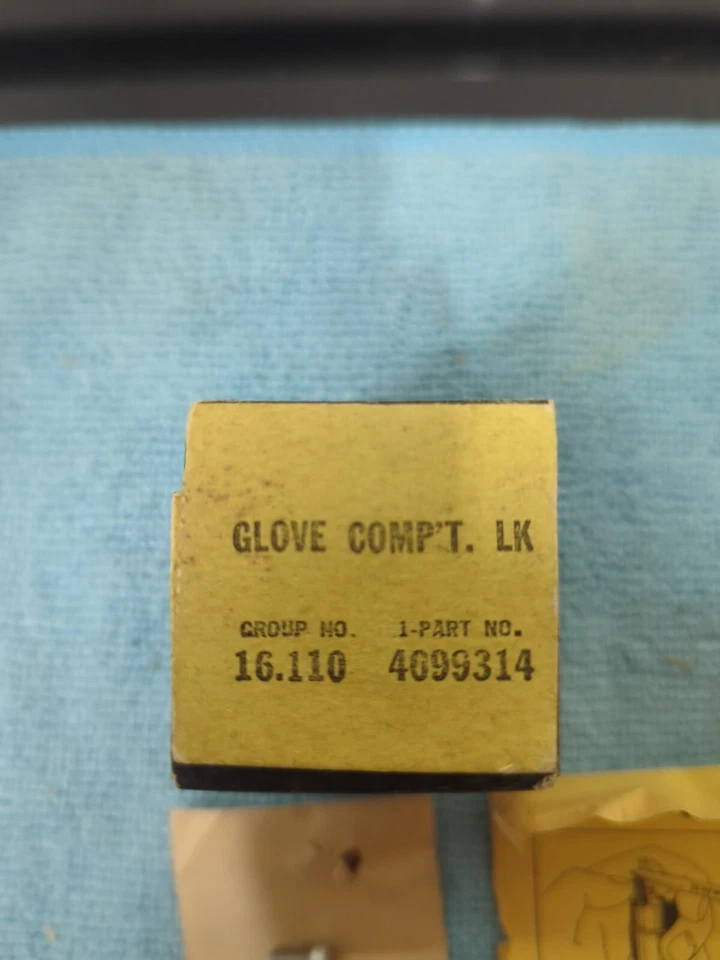 GLOVE COMP'T. LK
GROUP NO. 1-PART NO.
16.110 4099314